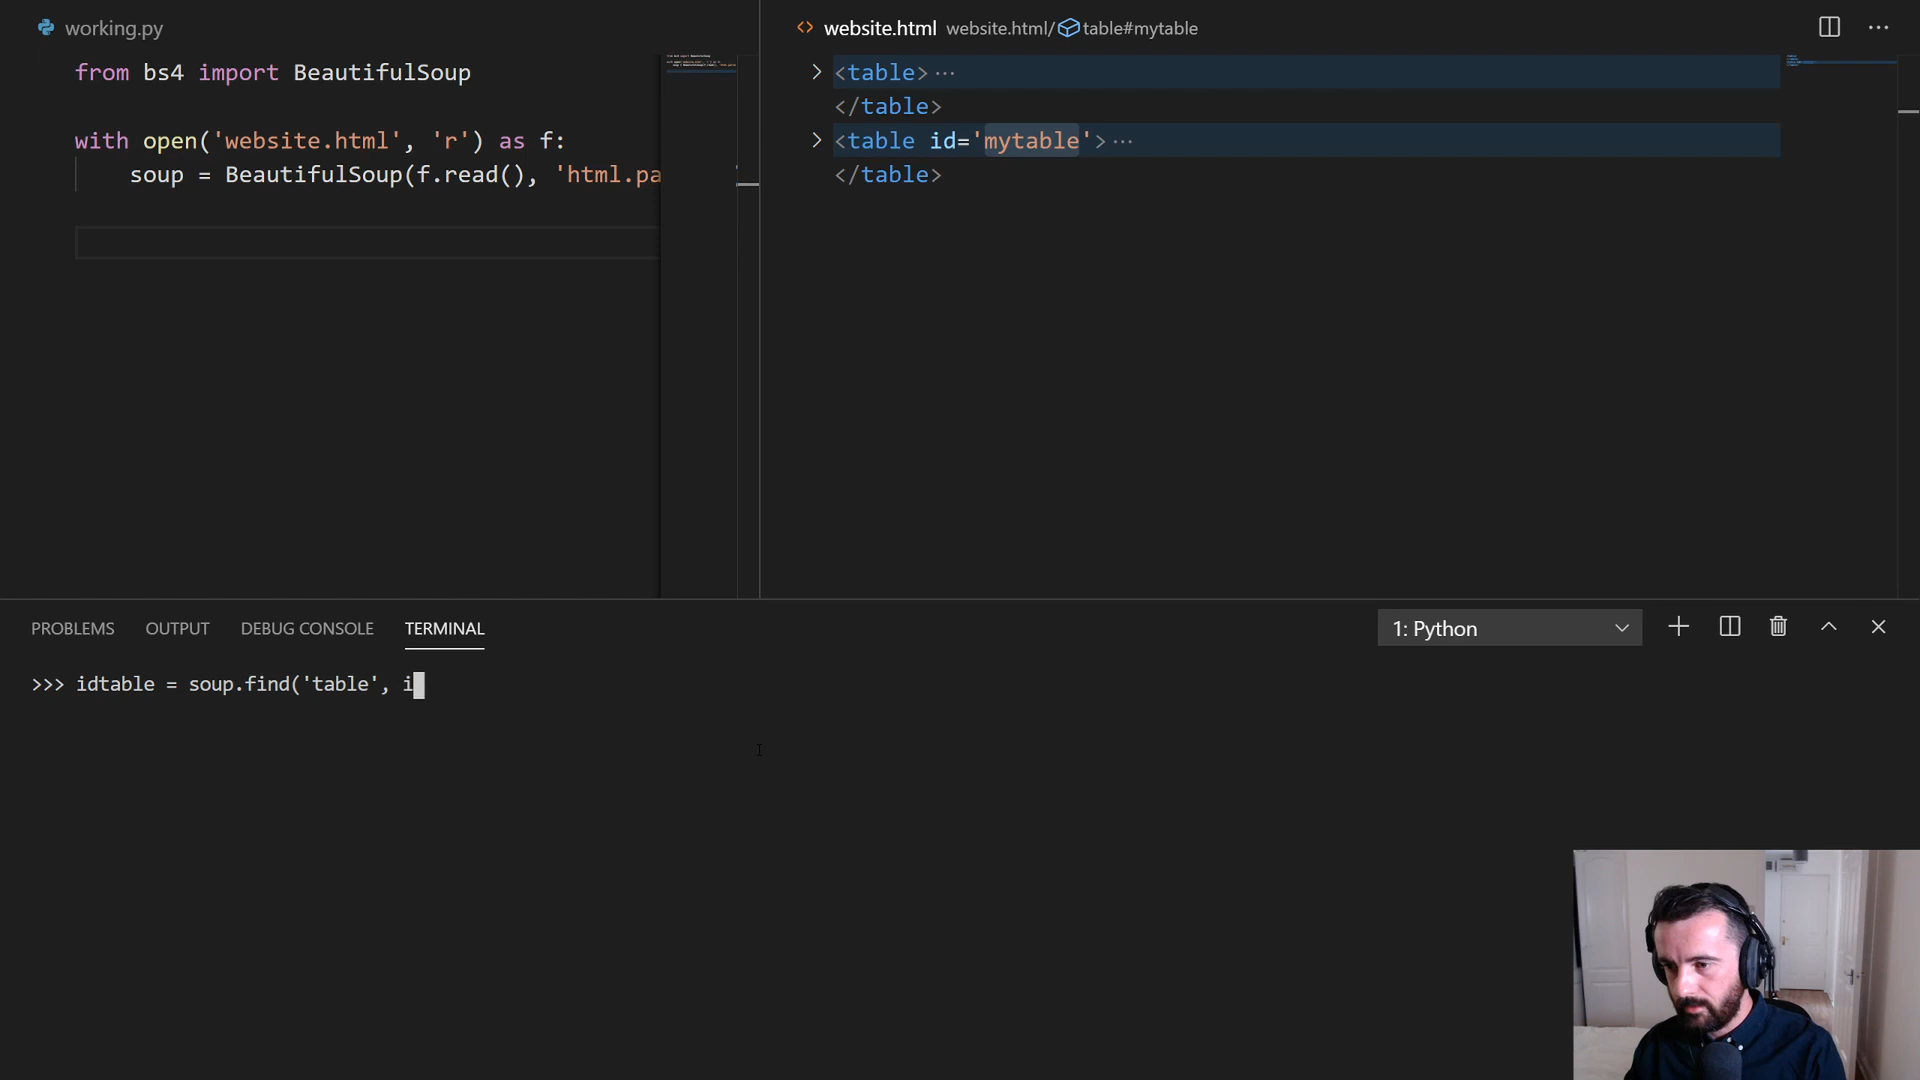 working.py
from bs4 import BeautifulSoup
with open('website.html', 'r') as f:
soup = BeautifulSoup(f.read(), 'html.pa
website.html website.html/ table#mytable
<table> ···
</table>
<table id='mytable'> ···
</table>
PROBLEMS OUTPUT DEBUG CONSOLE TERMINAL
1: Python
>>> idtable = soup.find('table', i